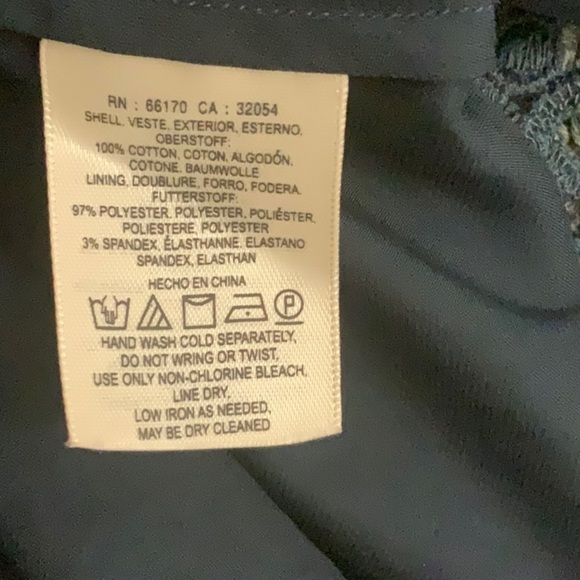 RN : 66170 CA : 32054
SHELL. VESTE, EXTERIOR, ESTERNO,
OBERSTOFF:
100% COTTON, COTON, ALGODÓN,
COTONE, BAUMWOLLE
LINING, DOUBLURE, FORRO, FODERA,
FUTTERSTOFF:
97% POLYESTER, POLYESTER, POLIÉSTER,
POLIESTERE, POLYESTER
3% SPANDEX, ÉLASTHANNE, ELASTANO
SPANDEX, ELASTHAN
HECHO EN CHINA
P
HAND WASH COLD SEPARATELY,
DO NOT WRING OR TWIST,
USE ONLY NON-CHLORINE BLEACH,
LINE DRY,
LOW IRON AS NEEDED,
MAY BE DRY CLEANED